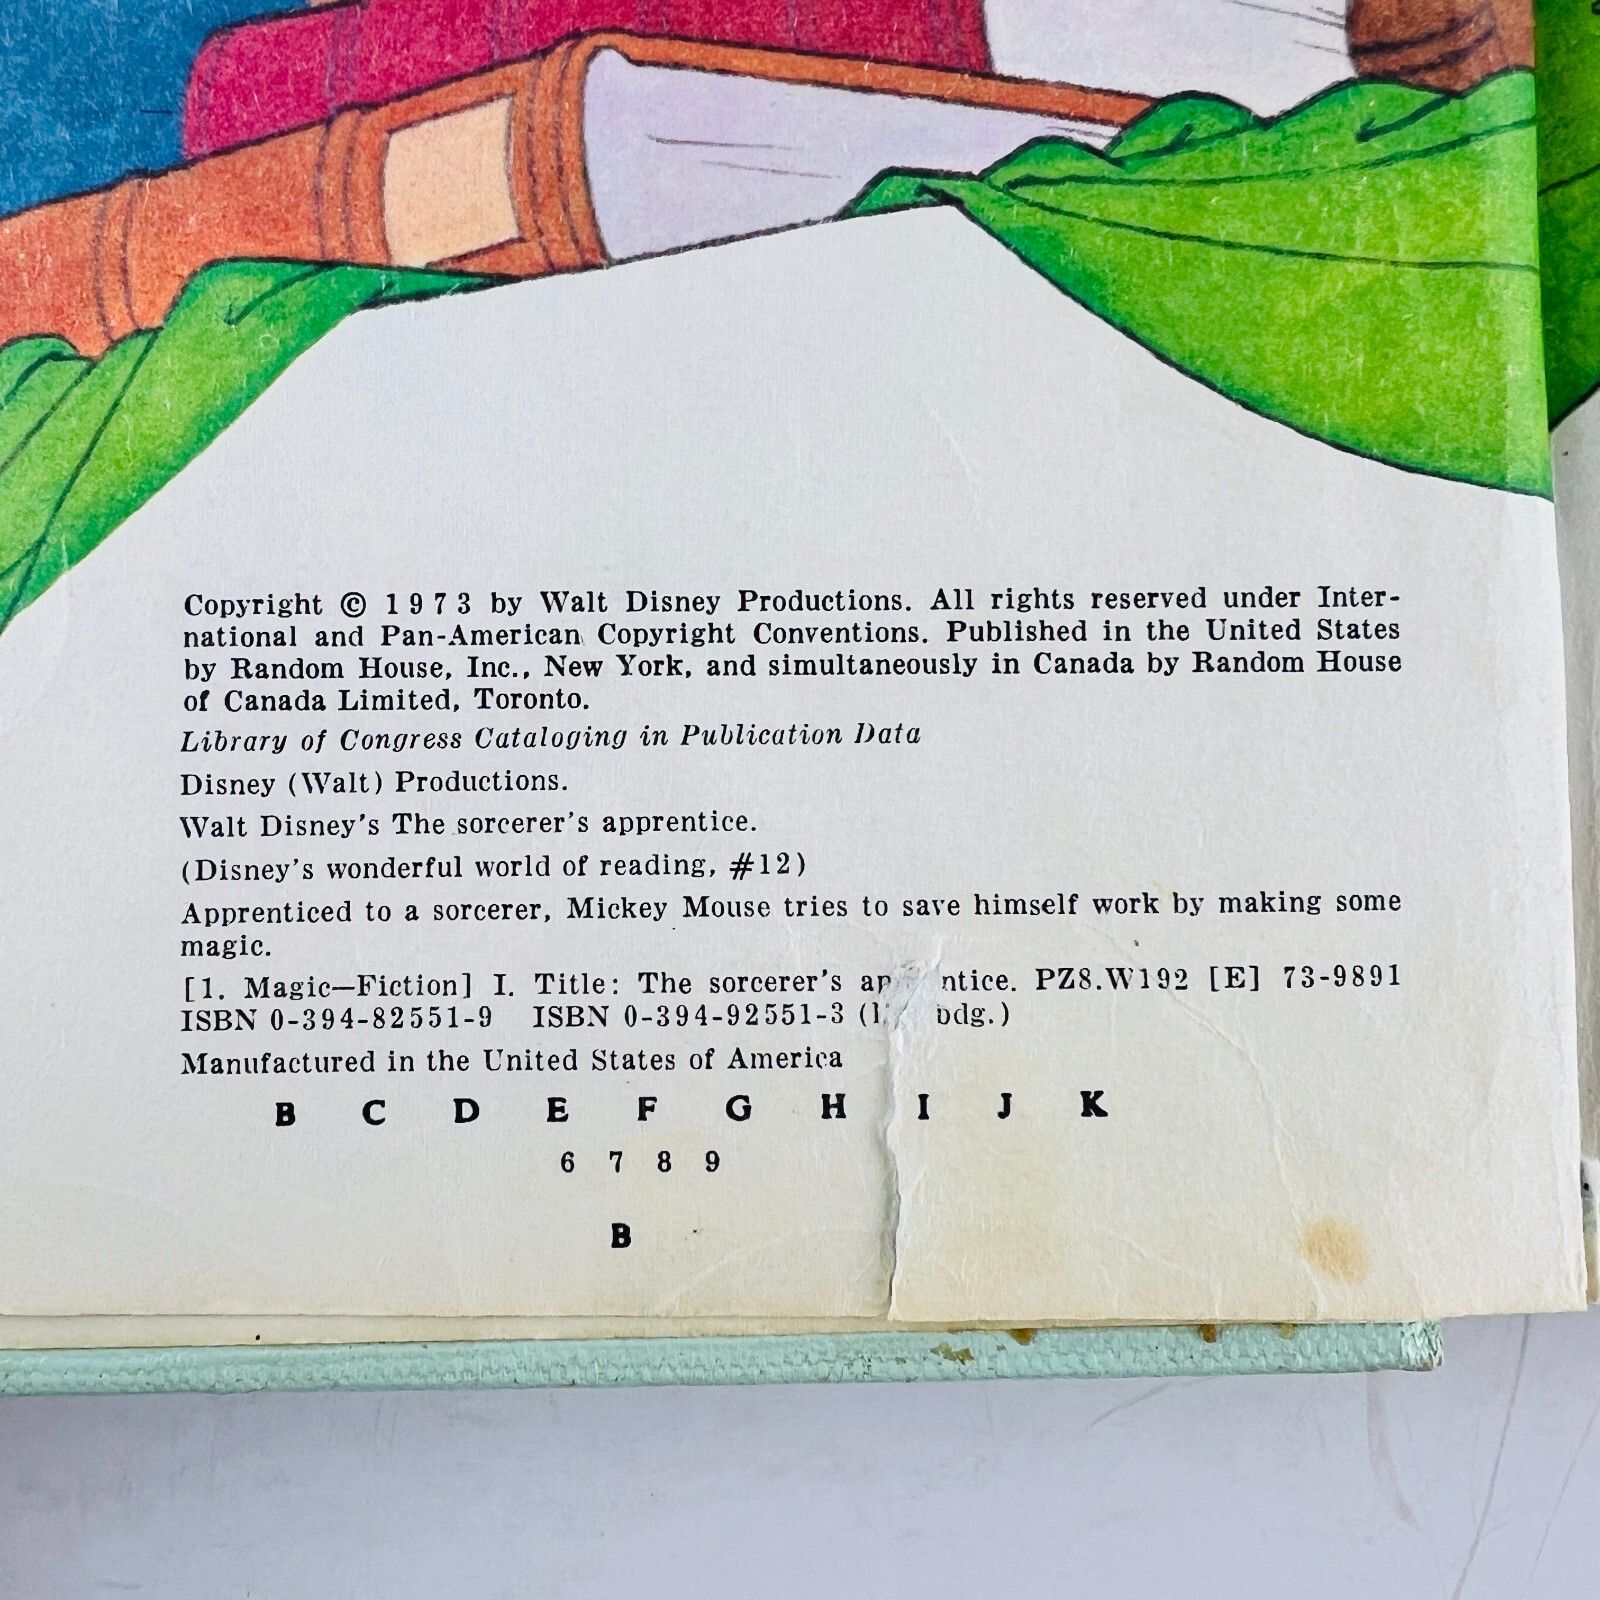 Copyright © 1973 by Walt Disney Productions. All rights reserved under Inter-
national and Pan-American Copyright Conventions. Published in the United States
by Random House, Inc., New York, and simultaneously in Canada by Random House
of Canada Limited, Toronto.
Library of Congress Cataloging in Publication Data
Disney (Walt) Productions.
Walt Disney's The sorcerer's apprentice.
(Disney's wonderful world of reading, #12)
Apprenticed to a sorcerer, Mickey Mouse tries to save himself work by making some
magic.
[1. Magic—Fiction] I. Title: The sorcerer's PZ8.W192 [E] 73-9891
ISBN 0-394-82551-9 ISBN 0-394-92551-3 bdg.)
Manufactured in the United States of America
B C D E F G H I J K
6 7 8 9
B